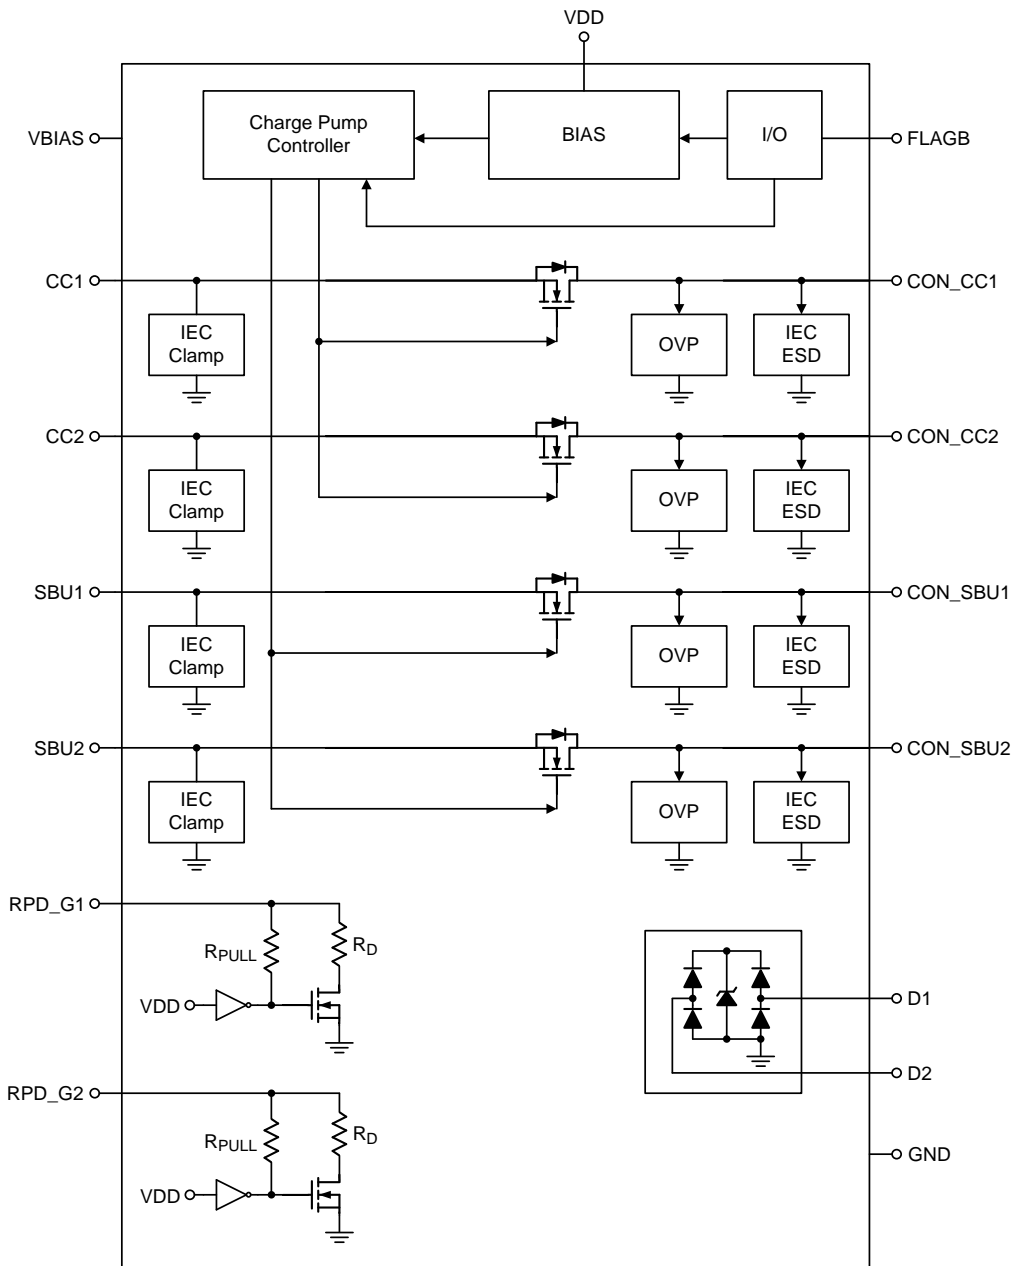 VDD
VBIAS
Charge Pump
Controller
BIAS
I/O
FLAGB
CC1
CON_CC1
IEC
Clamp
OVP
IEC
ESD
CC2
CON_CC2
IEC
Clamp
OVP
IEC
ESD
SBU1
CON_SBU1
IEC
Clamp
OVP
IEC
ESD
SBU2
CON_SBU2
IEC
Clamp
OVP
IEC
ESD
RPD_G1
RPULL
RD
VDD
D1
D2
RPD_G2
RPULL
RD
VDD
GND